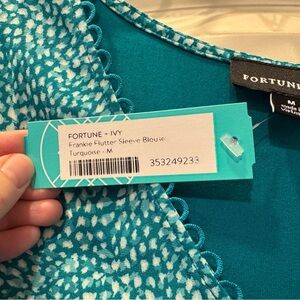 FORTUNE + IVY
Frankie Flutter Sleeve Blouse
Turquoise - M
353249233
FORTUNE
M